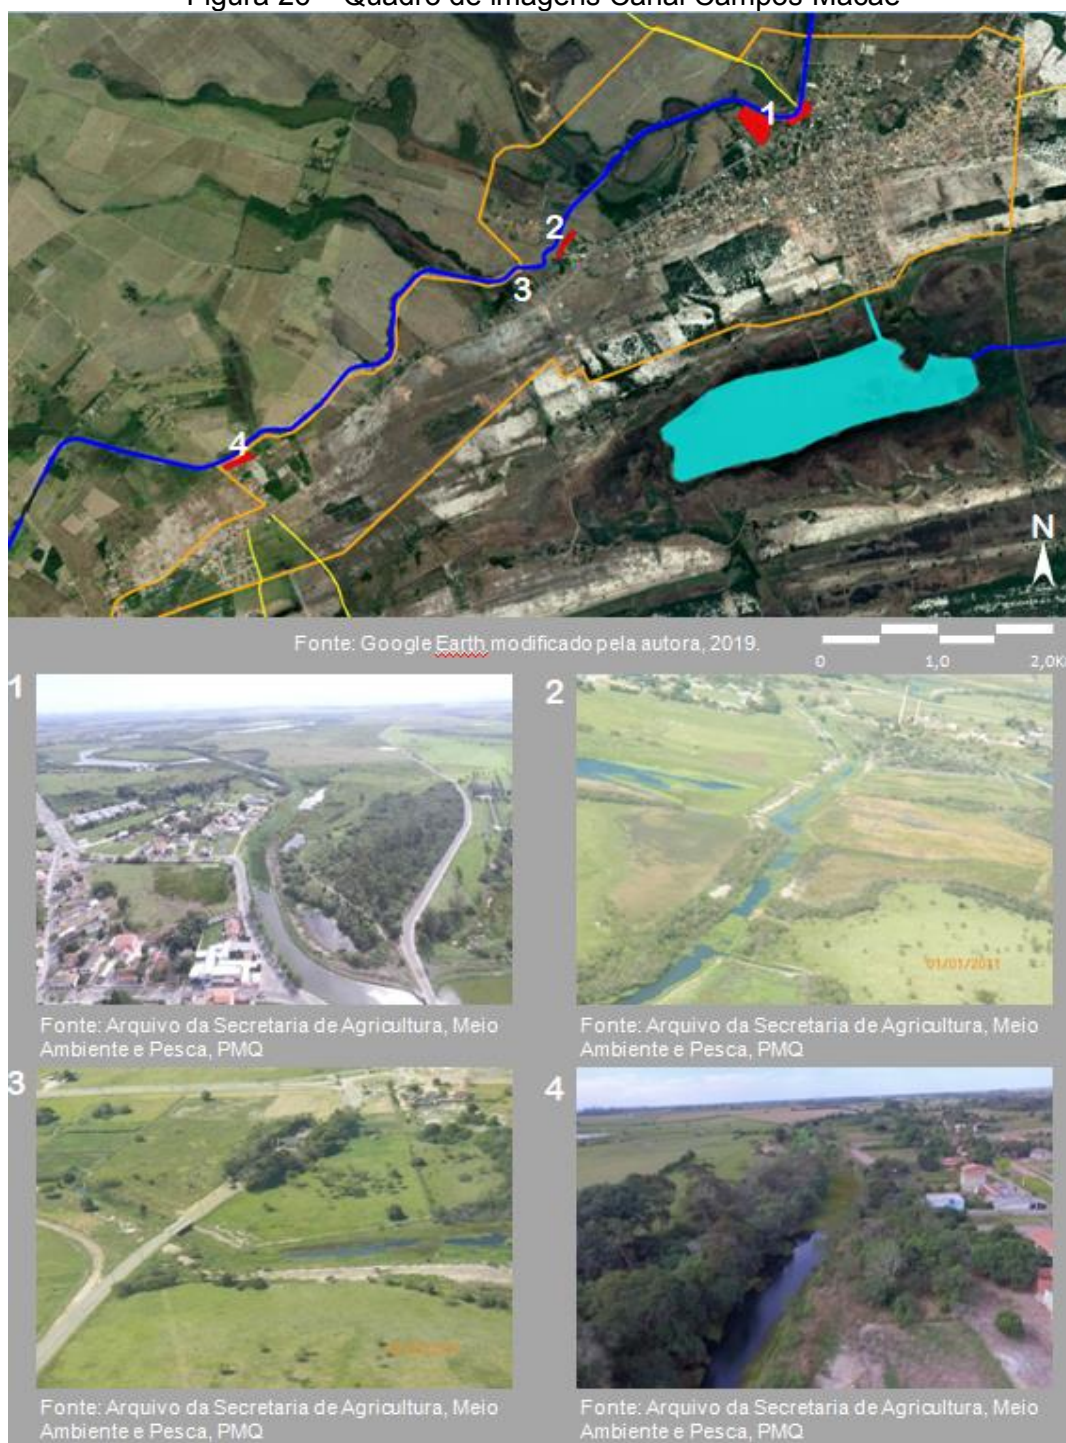 1
2
3
4
N
Fonte: Google Earth modificado pela autora, 2019.
0 1,0 2,0K
1
2
01/01/2011
Fonte: Arquivo da Secretaria de Agricultura, Meio
Ambiente e Pesca, PMQ
Fonte: Arquivo da Secretaria de Agricultura, Meio
Ambiente e Pesca, PMQ
3
4
Fonte: Arquivo da Secretaria de Agricultura, Meio
Ambiente e Pesca, PMQ
Fonte: Arquivo da Secretaria de Agricultura, Meio
Ambiente e Pesca, PMQ